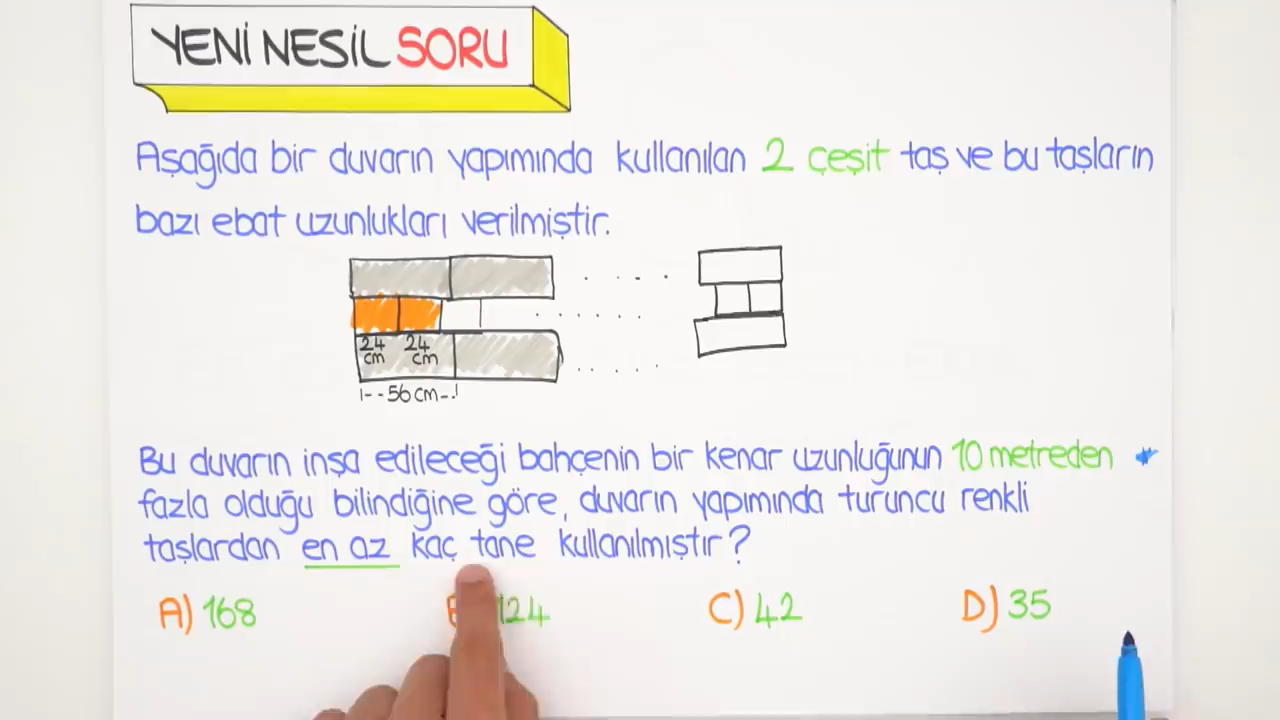 YENİ NESİL SORU
Aşağıda bir duvarın yapımında kullanılan 2 çeşit taş ve bu taşların
bazı ebat uzunlukları verilmiştir.
24 cm 24 cm
56 cm
Bu duvarın inşa edileceği bahçenin bir kenar uzunluğunun 10 metreden
fazla olduğu bilindiğine göre, duvarın yapımında turuncu renkli
taşlardan en az kaç tane kullanılmıştır?
A) 168 124 C) 42 D) 35